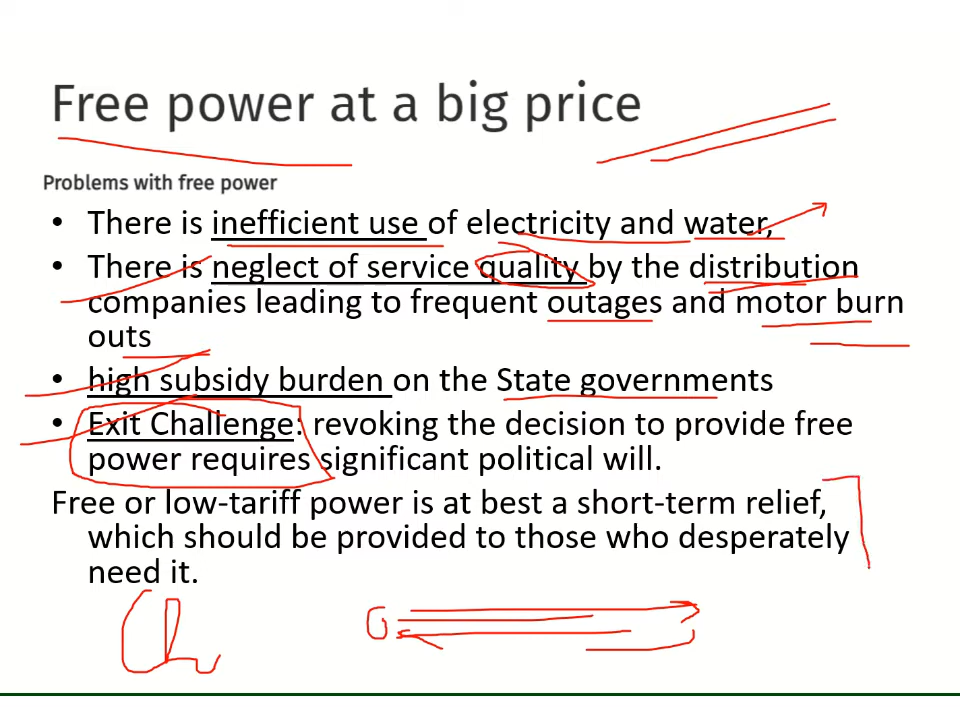 Free power at a big price
Problems with free power
• There is inefficient use of electricity and water,
• There is neglect of service quality by the distribution
companies leading to frequent outages and motor burn
outs
• high subsidy burden on the State governments
• Exit Challenge: revoking the decision to provide free
power requires significant political will.
Free or low-tariff power is at best a short-term relief,
which should be provided to those who desperately
need it.